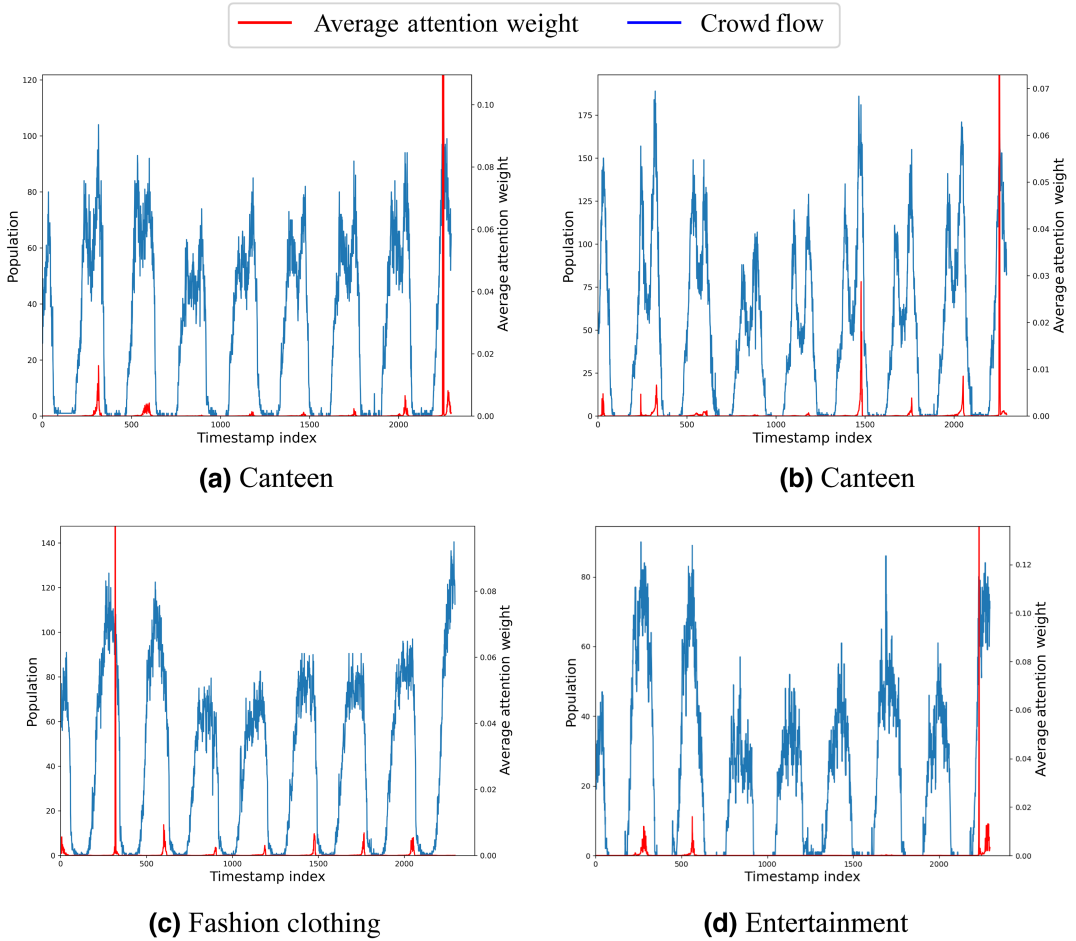 Average attention weight Crowd flow
120
100
80
60
40
20
0
Population
0.10
0.08
0.06
0.04
0.02
0.00
Average attention weight
0 500 1000 1500 2000
Timestamp index
(a) Canteen
175
150
125
100
75
50
25
0
Population
0.07
0.06
0.05
0.04
0.03
0.02
0.01
0.00
Average attention weight
0 500 1000 1500 2000
Timestamp index
(b) Canteen
140
120
100
80
60
40
20
0
Population
0.08
0.06
0.04
0.02
0.00
Average attention weight
0 500 1000 1500 2000
Timestamp index
(c) Fashion clothing
80
60
40
20
0
Population
0.12
0.10
0.08
0.06
0.04
0.02
0.00
Average attention weight
0 500 1000 1500 2000
Timestamp index
(d) Entertainment